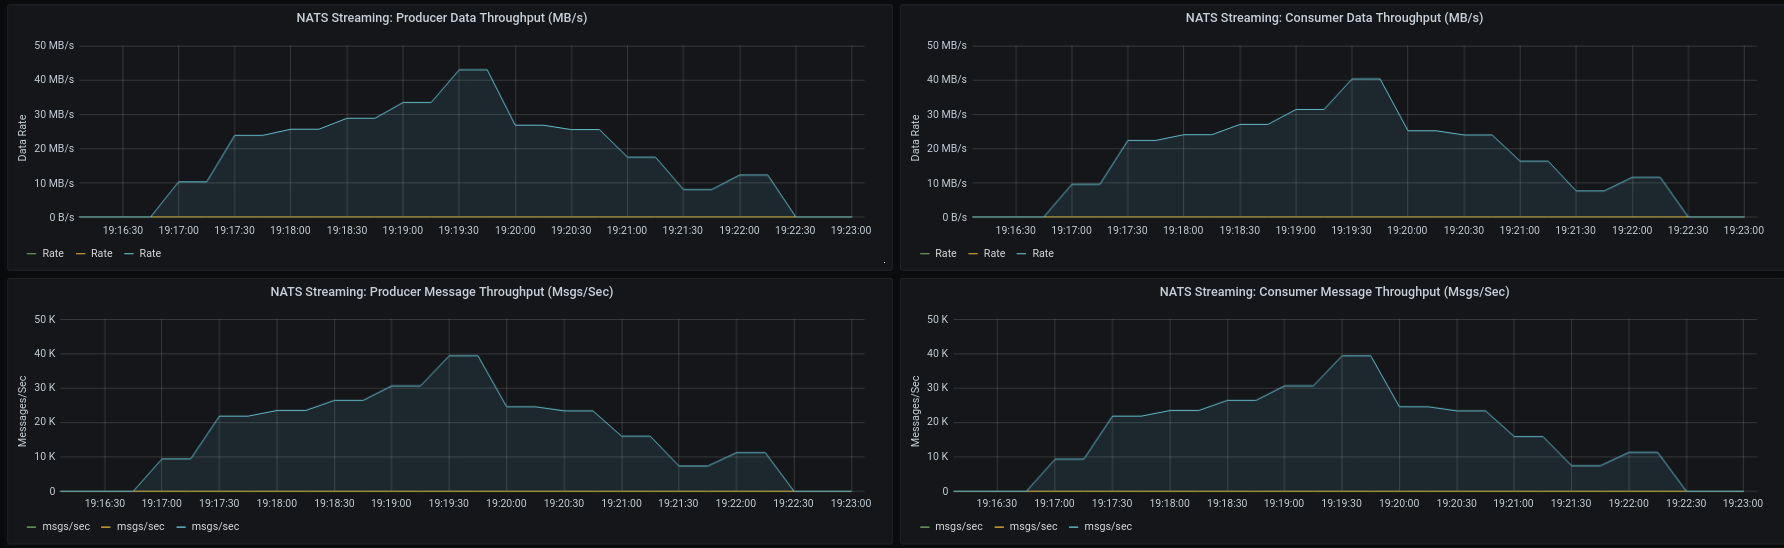 NATS Streaming: Producer Data Throughput (MB/s)
50 MB/s
40 MB/s
30 MB/s
20 MB/s
10 MB/s
0 B/s
Data Rate
19:16:30 19:17:00 19:17:30 19:18:00 19:18:30 19:19:00 19:19:30 19:20:00 19:20:30 19:21:00 19:21:30 19:22:00 19:22:30 19:23:00
Rate Rate Rate
NATS Streaming: Consumer Data Throughput (MB/s)
50 MB/s
40 MB/s
30 MB/s
20 MB/s
10 MB/s
0 B/s
Data Rate
19:16:30 19:17:00 19:17:30 19:18:00 19:18:30 19:19:00 19:19:30 19:20:00 19:20:30 19:21:00 19:21:30 19:22:00 19:22:30 19:23:00
Rate Rate Rate
NATS Streaming: Producer Message Throughput (Msgs/Sec)
50 K
40 K
30 K
20 K
10 K
0
Messages/Sec
19:16:30 19:17:00 19:17:30 19:18:00 19:18:30 19:19:00 19:19:30 19:20:00 19:20:30 19:21:00 19:21:30 19:22:00 19:22:30 19:23:00
msgs/sec msgs/sec msgs/sec
NATS Streaming: Consumer Message Throughput (Msgs/Sec)
50 K
40 K
30 K
20 K
10 K
0
Messages/Sec
19:16:30 19:17:00 19:17:30 19:18:00 19:18:30 19:19:00 19:19:30 19:20:00 19:20:30 19:21:00 19:21:30 19:22:00 19:22:30 19:23:00
msgs/sec msgs/sec msgs/sec